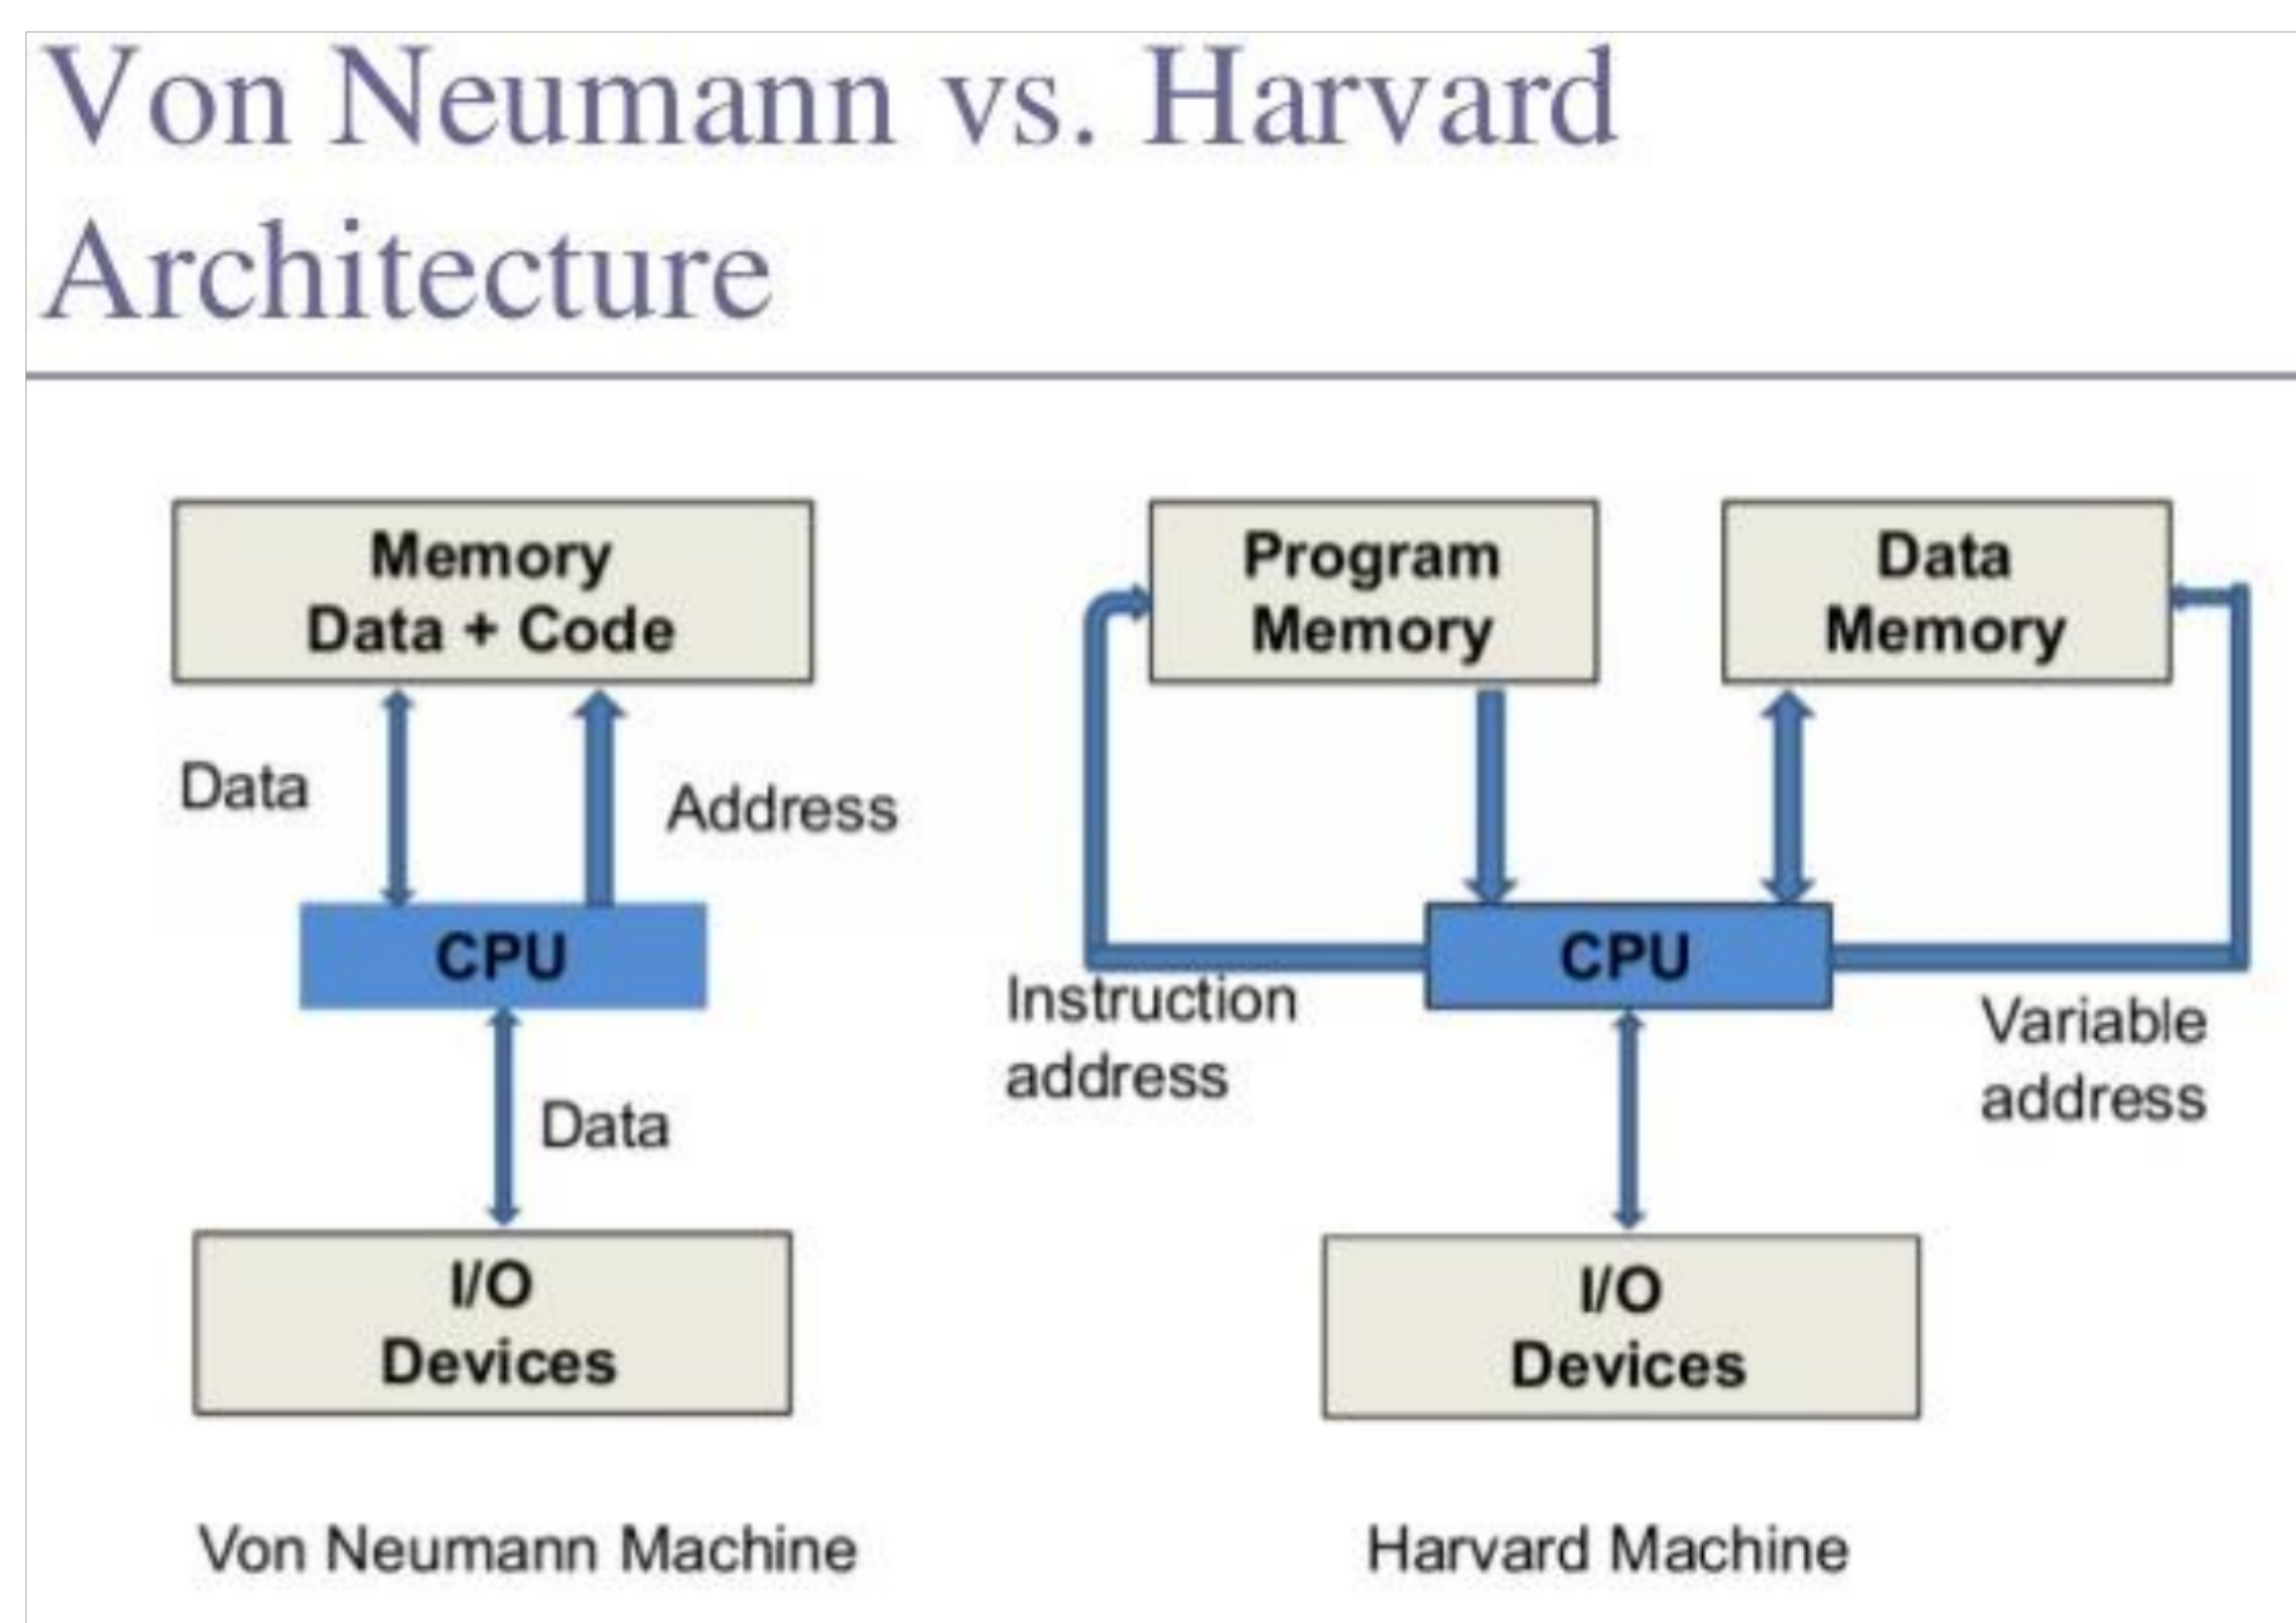 Von Neumann vs. Harvard
Architecture
Memory
Data + Code
Data
Address
CPU
Data
I/O
Devices
Von Neumann Machine
Program
Memory
Data
Memory
CPU
Instruction
address
Variable
address
I/O
Devices
Harvard Machine